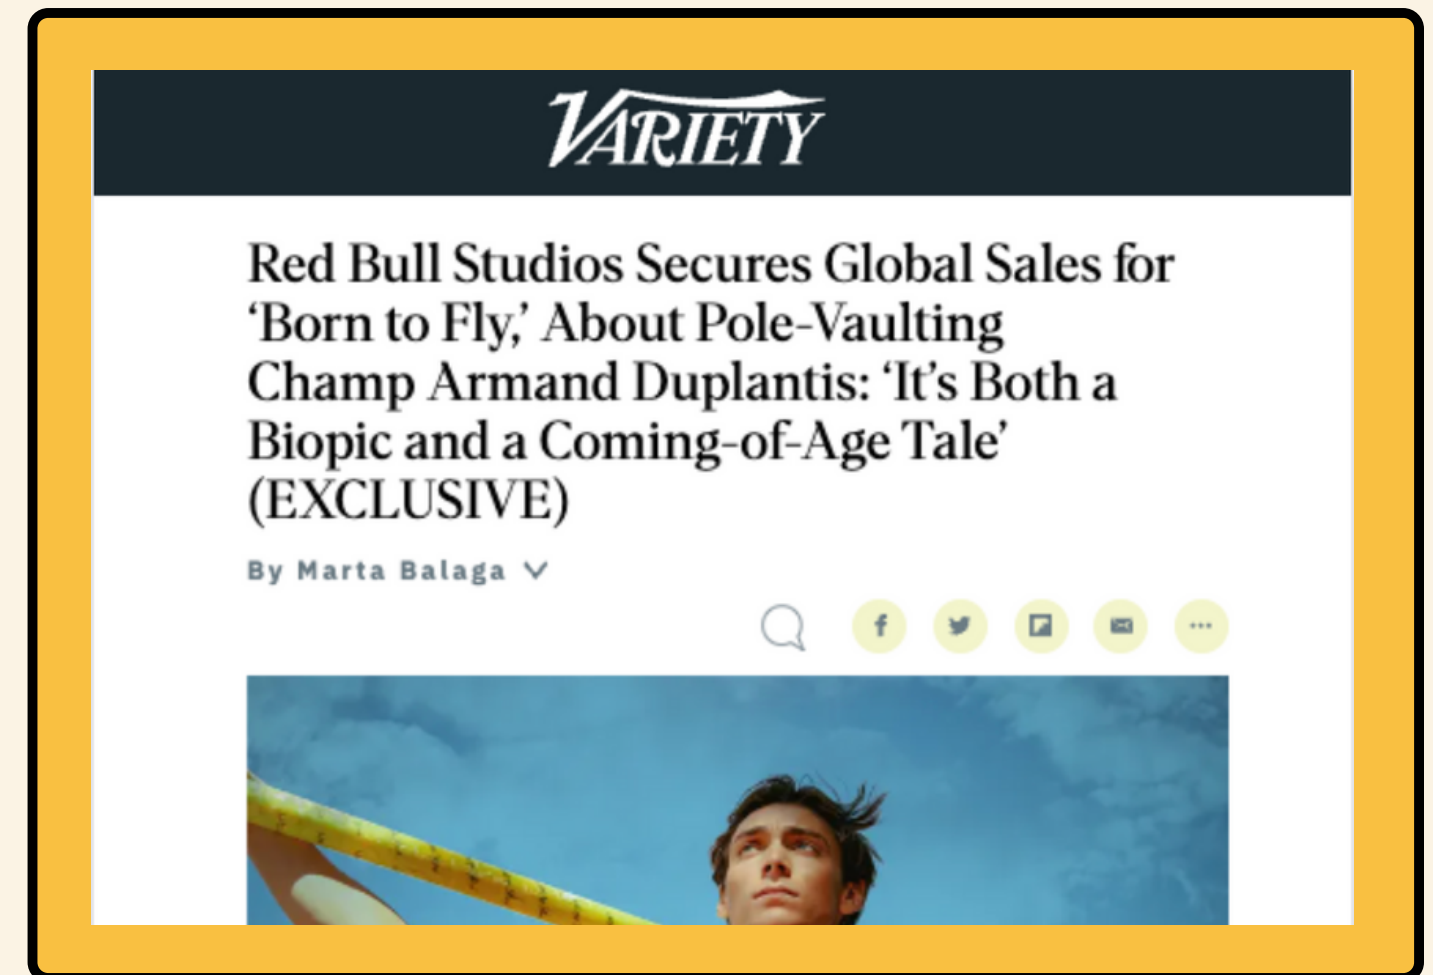 VARIETY
Red Bull Studios Secures Global Sales for
‘Born to Fly,’ About Pole-Vaulting
Champ Armand Duplantis: ‘It’s Both a
Biopic and a Coming-of-Age Tale’
(EXCLUSIVE)
By Marta Balaga